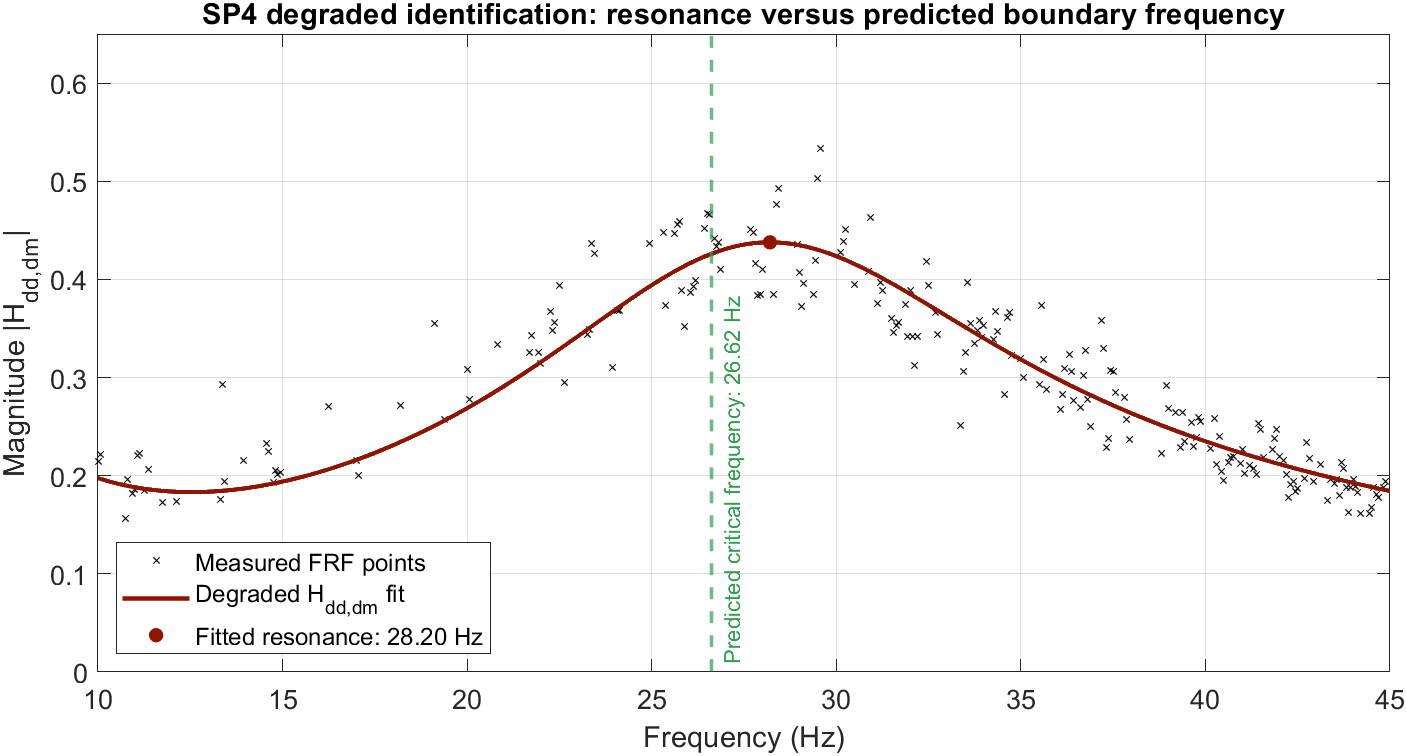 SP4 degraded identification: resonance versus predicted boundary frequency
Magnitude |H_dd,dm|
0.6
0.5
0.4
0.3
0.2
0.1
0
Predicted critical frequency: 26.62 Hz
Measured FRF points
Degraded H_dd,dm fit
Fitted resonance: 28.20 Hz
10 15 20 25 30 35 40 45
Frequency (Hz)